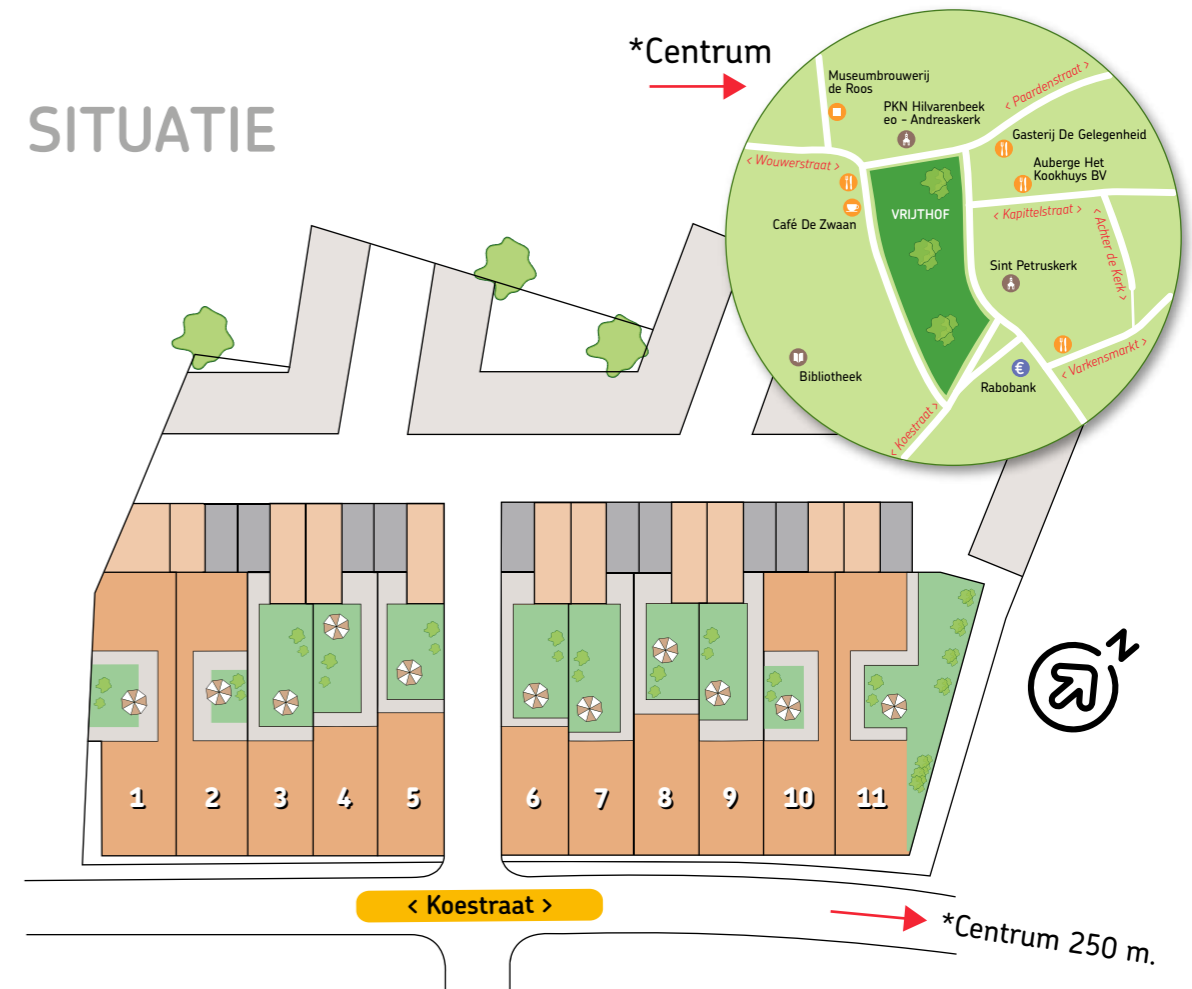 SITUATIE
*Centrum
Museumbrouwerij
de Roos
PKN Hilvarenbeek
eo - Andreaskerk
< Paardenstraat >
Gasterij De Gelegenheid
Auberge Het
Kookhuys BV
< Wouwerstraat >
VRIJTHOF
< Kapittelstraat >
< Achter de Kerk >
Café De Zwaan
Sint Petruskerk
Bibliotheek
€
Rabobank
< Varkensmarkt >
< Koestraat >
N
1
2
3
4
5
6
7
8
9
10
11
< Koestraat >
*Centrum 250 m.